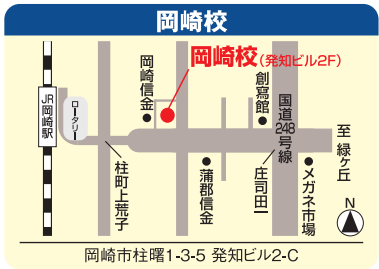 岡崎校
岡崎校(発知ビル2F)
岡崎信金
創寫館
国道248号線
JR岡崎駅
ロータリー
至 緑ヶ丘
柱町上荒子
蒲郡信金
庄司田一
メガネ市場
N
岡崎市柱曙1-3-5 発知ビル2-C